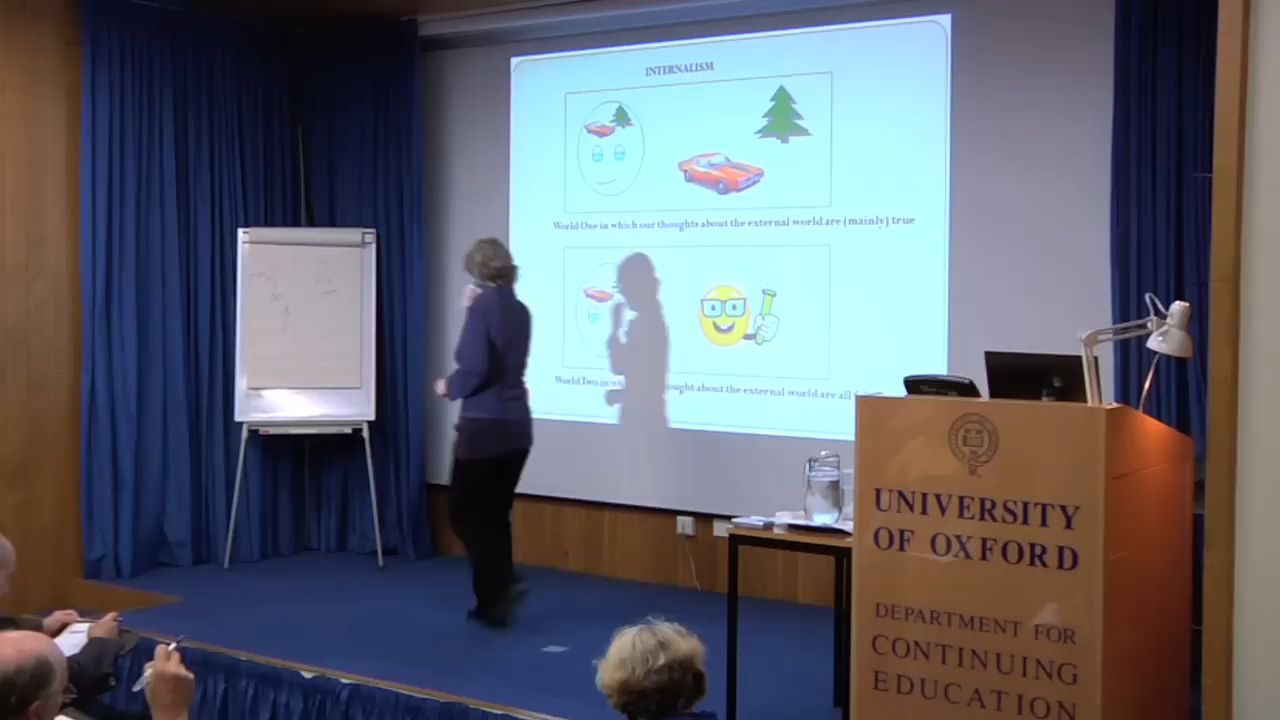 INTERNALISM
World One in which our thoughts about the external world are (mainly) true
World Two in ought about the external world are all
UNIVERSITY
OF OXFORD
DEPARTMENT FOR
CONTINUING
EDUCATION